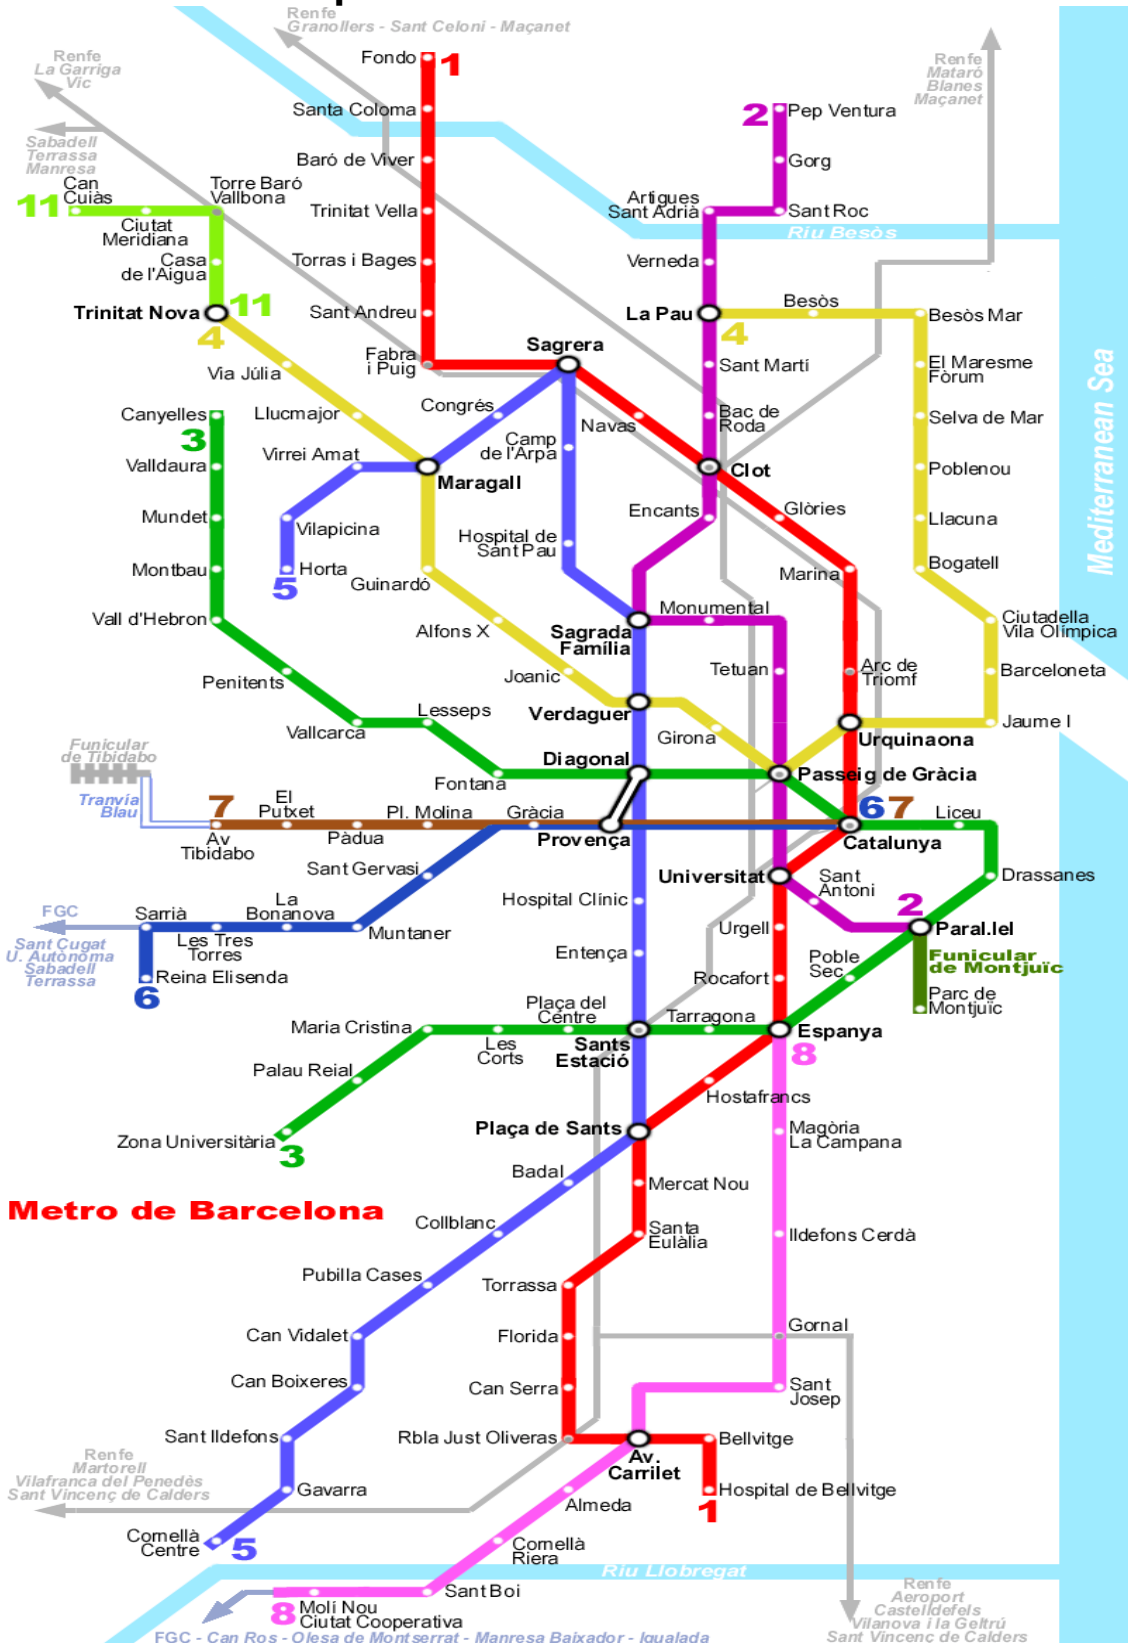 Renfe
Granollers - Sant Celoni - Maçanet
Renfe
La Garriga
Vic
Fondo
1
Renfe
Mataró
Blanes
Maçanet
Santa Coloma
2
Pep Ventura
Sabadell
Terrassa
Manresa
Baró de Viver
Gorg
Can
Cuiàs
11
Torre Baró
Vallbona
Trinitat Vella
Artigues
Sant Adrià
Sant Roc
Ciutat
Meridiana
Riu Besòs
Casa
de l'Aigua
Torras i Bages
Verneda
Trinitat Nova
11
4
Sant Andreu
La Pau
4
Besòs
Besòs Mar
Sagrera
Via Júlia
Fabra
i Puig
Sant Martí
El Maresme
Fòrum
Mediterranean Sea
Canyelles
3
Llucmajor
Congrés
Navas
Bac de
Roda
Selva de Mar
Camp
de l'Arpa
Valldaura
Virrei Amat
Maragall
Clot
Poblenou
Mundet
Vilapicina
Hospital de
Sant Pau
Encants
Glòries
Llacuna
Montbau
Horta
5
Guinardó
Marina
Bogatell
Vall d'Hebron
Alfons X
Sagrada
Família
Monumental
Ciutadella
Vila Olímpica
Penitents
Joanic
Tetuan
Arc de
Triomf
Barceloneta
Vallcarca
Lesseps
Verdaguer
Girona
Urquinaona
Jaume I
Funicular
de Tibidabo
Fontana
Diagonal
Passeig de Gràcia
Tranvía
Blau
7
Av
Tibidabo
El
Putxet
Pàdua
Pl. Molina
Gràcia
Provença
6
7
Catalunya
Liceu
Sant Gervasi
Universitat
Sant
Antoni
Drassanes
FGC
Sant Cugat
U. Autònoma
Sabadell
Terrassa
Sarrià
Les Tres
Torres
La
Bonanova
Muntaner
Hospital Clínic
2
Paral.lel
Urgell
Funicular
de Montjuïc
6
Reina Elisenda
Entença
Rocafort
Poble
Sec
Parc de
Montjuïc
Maria Cristina
Les
Corts
Plaça del
Centre
Sants
Estació
Tarragona
Espanya
8
Palau Reial
Hostafrancs
Zona Universitària
3
Plaça de Sants
Magòria
La Campana
Badal
Mercat Nou
Metro de Barcelona
Collblanc
Santa
Eulàlia
Ildefons Cerdà
Pubilla Cases
Torrassa
Can Vidalet
Florida
Gornal
Can Boixeres
Can Serra
Sant
Josep
Sant Ildefons
Rbla Just Oliveras
Av.
Carrilet
Bellvitge
Renfe
Martorell
Vilafranca del Penedès
Sant Vincenç de Calders
Gavarra
Almeda
Hospital de Bellvitge
1
Cornellà
Centre
5
Cornellà
Riera
Riu Llobregat
8
Molí Nou
Ciutat Cooperativa
Sant Boi
Renfe
Aeroport
Castelldefels
Vilanova i la Geltrú
Sant Vincenç de Calders
FGC - Can Ros - Olesa de Montserrat - Manresa Baixador - Igualada